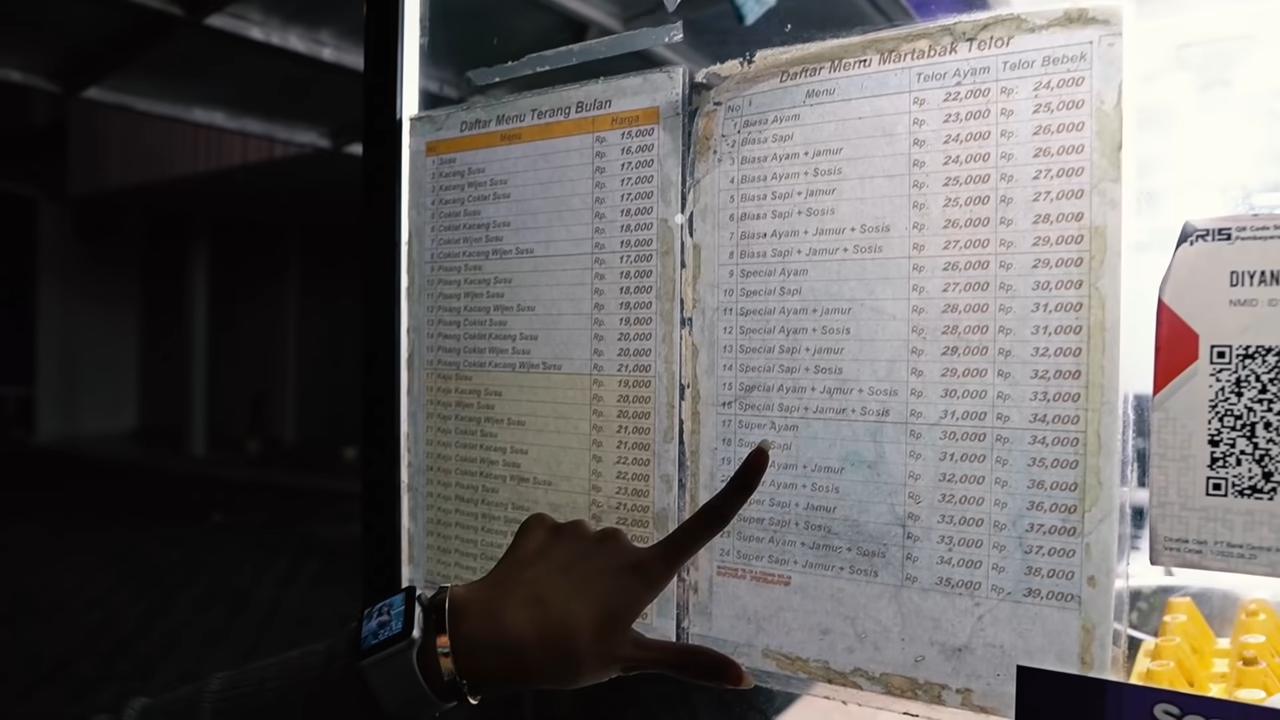 Daftar Menu Terang Bulan
Menu Harga
1 Susu Rp. 15,000
2 Kacang Susu Rp. 16,000
3 Kacang Wijen Susu Rp. 17,000
4 Kacang Coklat Susu Rp. 17,000
5 Coklat Susu Rp. 17,000
6 Coklat Kacang Susu Rp. 18,000
7 Coklat Wijen Susu Rp. 18,000
8 Coklat Kacang Wijen Susu Rp. 19,000
9 Pisang Susu Rp. 17,000
10 Pisang Kacang Susu Rp. 18,000
11 Pisang Wijen Susu Rp. 18,000
12 Pisang Kacang Wijen Susu Rp. 19,000
13 Pisang Coklat Susu Rp. 19,000
14 Pisang Coklat Kacang Susu Rp. 20,000
15 Pisang Coklat Wijen Susu Rp. 20,000
16 Pisang Coklat Kacang Wijen Susu Rp. 21,000
17 Keju Susu Rp. 19,000
18 Keju Kacang Susu Rp. 20,000
19 Keju Wijen Susu Rp. 20,000
20 Keju Kacang Wijen Susu Rp. 21,000
21 Keju Coklat Susu Rp. 21,000
22 Keju Coklat Kacang Susu Rp. 22,000
23 Keju Coklat Wijen Susu Rp. 22,000
24 Keju Coklat Kacang Wijen Susu Rp. 23,000
25 Keju Pisang Susu Rp. 21,000
Keju Pisang Kacang Rp. 22,000
Keju Pisang
Keju Pisang
Keju Pisang
Daftar Menu Martabak Telor
No Menu Telor Ayam Telor Bebek
1 Biasa Ayam Rp. 22,000 Rp. 24,000
2 Biasa Sapi Rp. 23,000 Rp. 25,000
3 Biasa Ayam + jamur Rp. 24,000 Rp. 26,000
4 Biasa Ayam + Sosis Rp. 24,000 Rp. 26,000
5 Biasa Sapi + jamur Rp. 25,000 Rp. 27,000
6 Biasa Sapi + Sosis Rp. 25,000 Rp. 27,000
7 Biasa Ayam + Jamur + Sosis Rp. 26,000 Rp. 28,000
8 Biasa Sapi + Jamur + Sosis Rp. 27,000 Rp. 29,000
9 Special Ayam Rp. 26,000 Rp. 29,000
10 Special Sapi Rp. 27,000 Rp. 30,000
11 Special Ayam + jamur Rp. 28,000 Rp. 31,000
12 Special Ayam + Sosis Rp. 28,000 Rp. 31,000
13 Special Sapi + jamur Rp. 29,000 Rp. 32,000
14 Special Sapi + Sosis Rp. 29,000 Rp. 32,000
15 Special Ayam + Jamur + Sosis Rp. 30,000 Rp. 33,000
16 Special Sapi + Jamur + Sosis Rp. 31,000 Rp. 34,000
17 Super Ayam Rp. 30,000 Rp. 34,000
18 Super Sapi Rp. 31,000 Rp. 35,000
19 Ayam + Jamur Rp. 32,000 Rp. 36,000
Ayam + Sosis Rp. 32,000 Rp. 36,000
Super Sapi + Jamur Rp. 33,000 Rp. 37,000
Super Sapi + Sosis Rp. 33,000 Rp. 37,000
23 Super Ayam + Jamur + Sosis Rp. 34,000 Rp. 38,000
24 Super Sapi + Jamur + Sosis Rp. 35,000 Rp. 39,000
QRIS QR Code
Pembayaran
DIYAN
NMID : ID